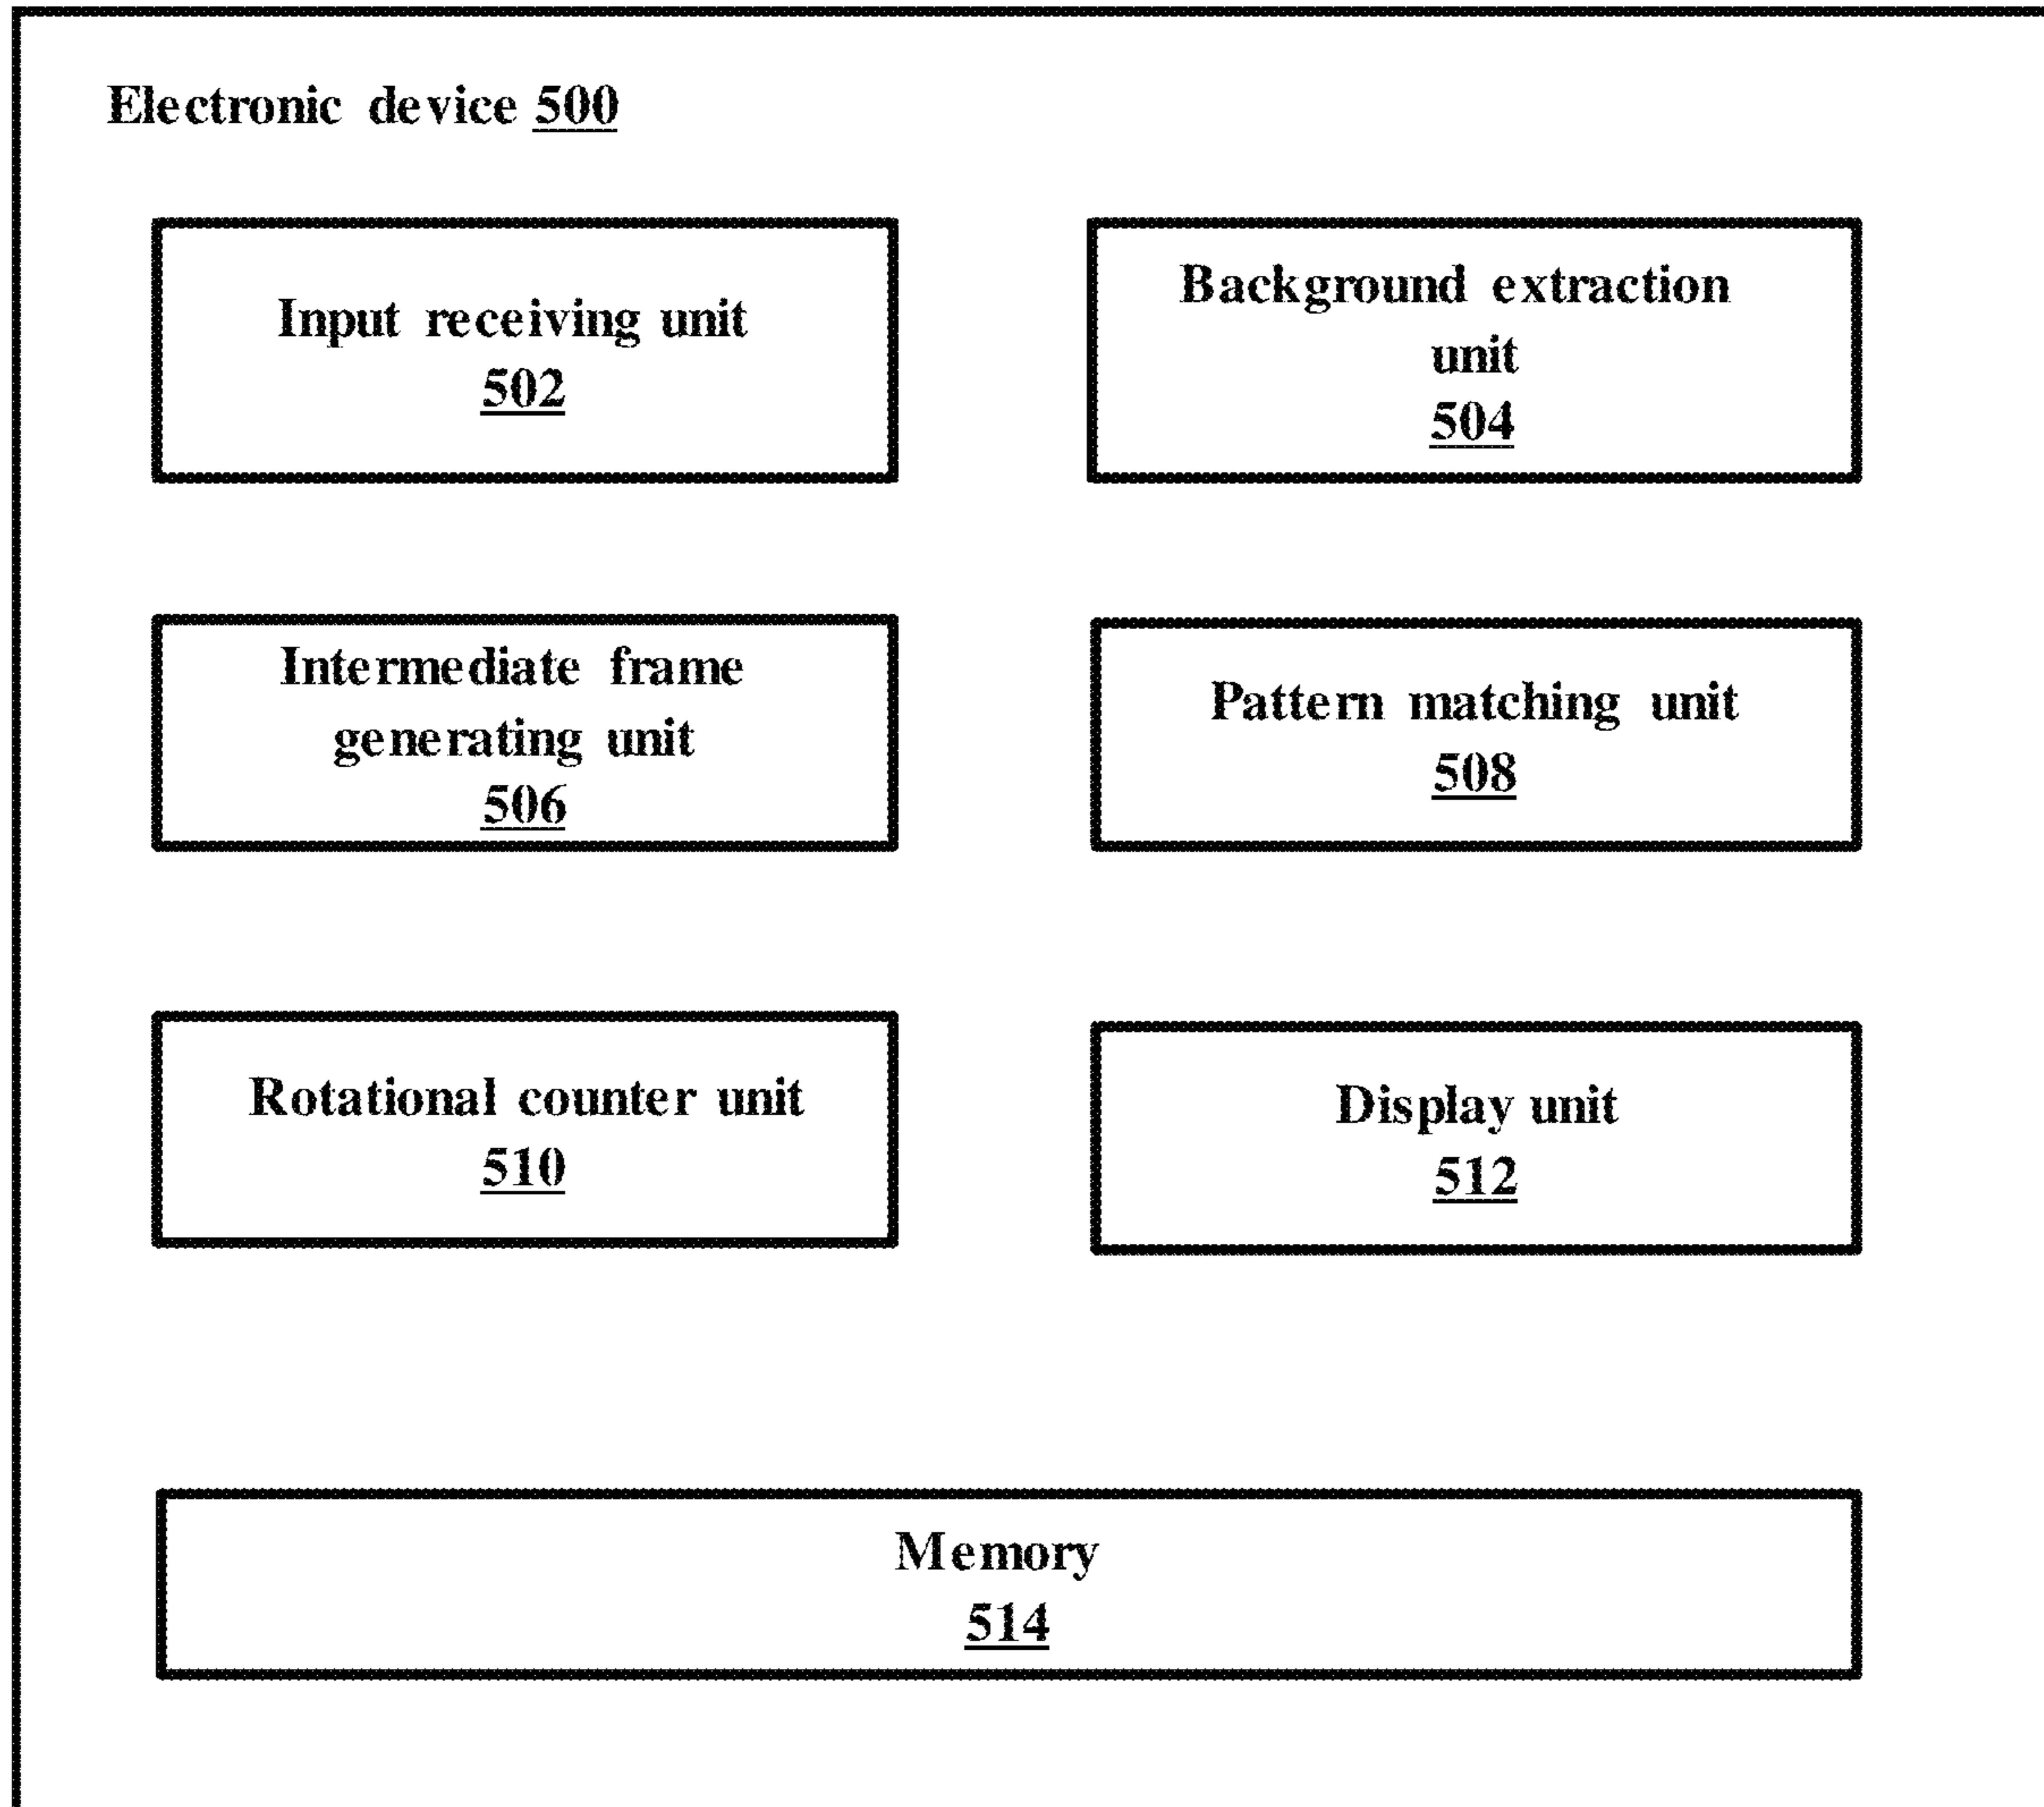 Electronic device 500
Input receiving unit
502
Background extraction
unit
504
Intermediate frame
generating unit
506
Pattern matching unit
508
Rotational counter unit
510
Display unit
512
Memory
514